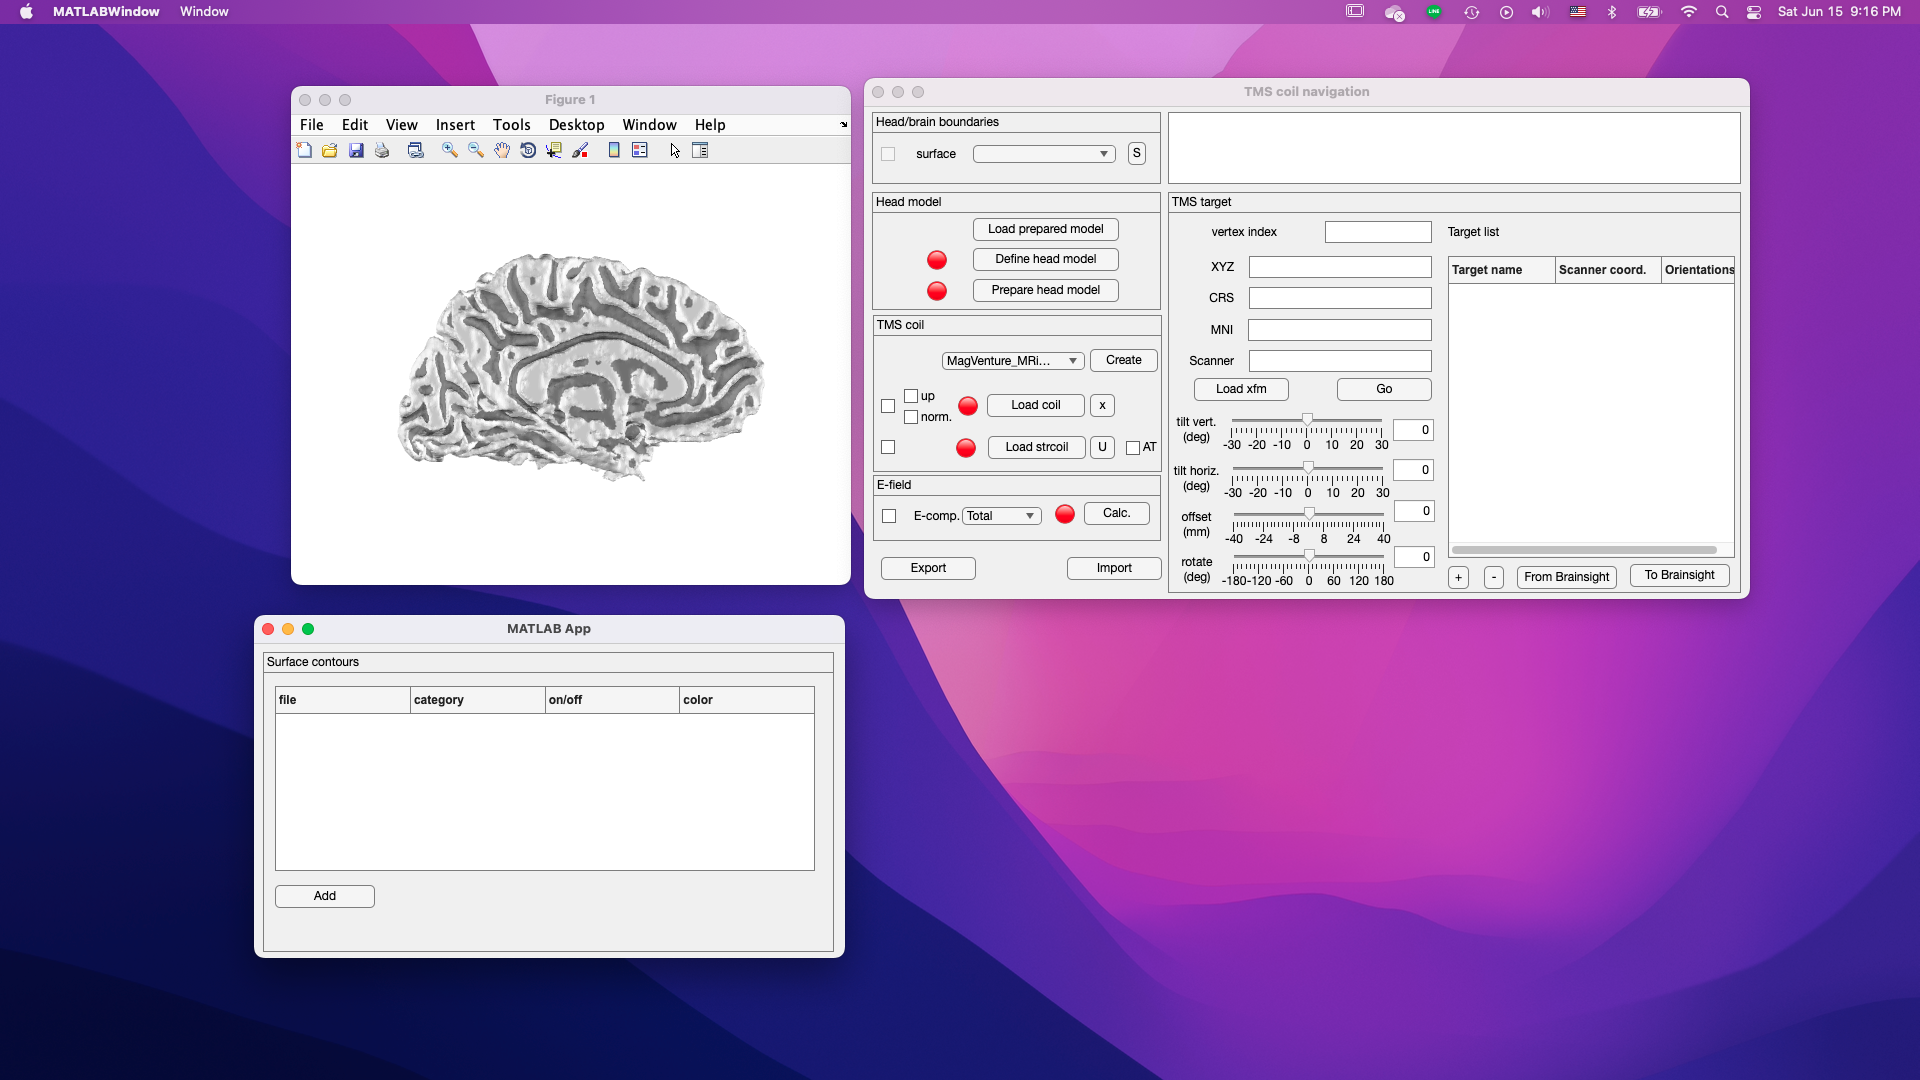 MATLABWindow Window
LINE
Sat Jun 15 9:16 PM
Figure 1
File Edit View Insert Tools Desktop Window Help
TMS coil navigation
Head/brain boundaries
surface
S
Head model
Load prepared model
Define head model
Prepare head model
TMS coil
MagVenture_MRi...
Create
up
norm.
Load coil
x
Load strcoil
U
AT
E-field
E-comp.
Total
Calc.
Export
Import
TMS target
vertex index
XYZ
CRS
MNI
Scanner
Load xfm
Go
tilt vert.
(deg)
-30 -20 -10 0 10 20 30
0
tilt horiz.
(deg)
-30 -20 -10 0 10 20 30
0
offset
(mm)
-40 -24 -8 8 24 40
0
rotate
(deg)
-180 -120 -60 0 60 120 180
0
Target list
Target name Scanner coord. Orientations
+
-
From Brainsight
To Brainsight
MATLAB App
Surface contours
file category on/off color
Add